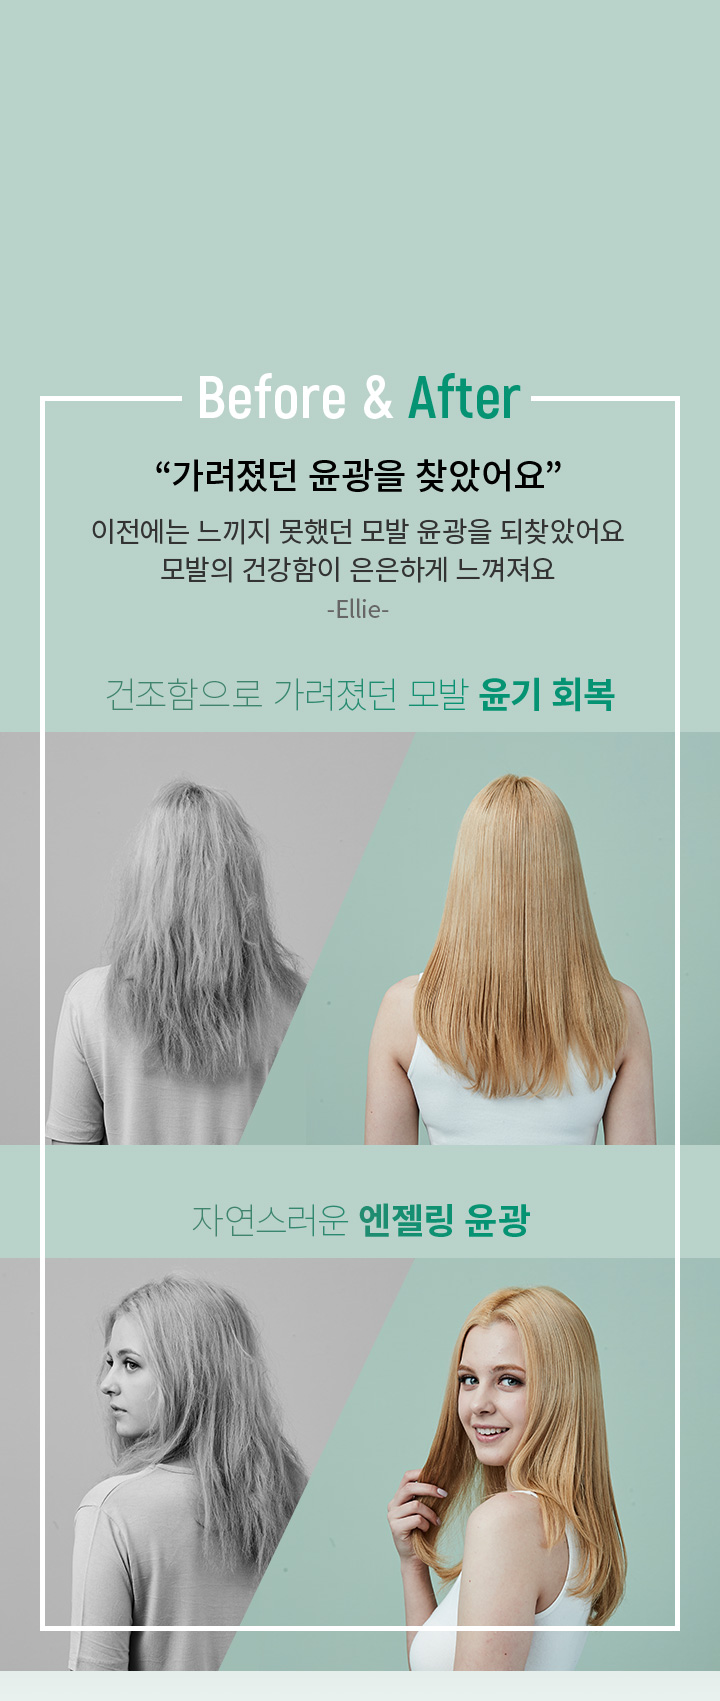 Before & After
“가려졌던 윤광을 찾았어요”
이전에는 느끼지 못했던 모발 윤광을 되찾았어요
모발의 건강함이 은은하게 느껴져요
-Ellie-
건조함으로 가려졌던 모발 윤기 회복
자연스러운 엔젤링 윤광